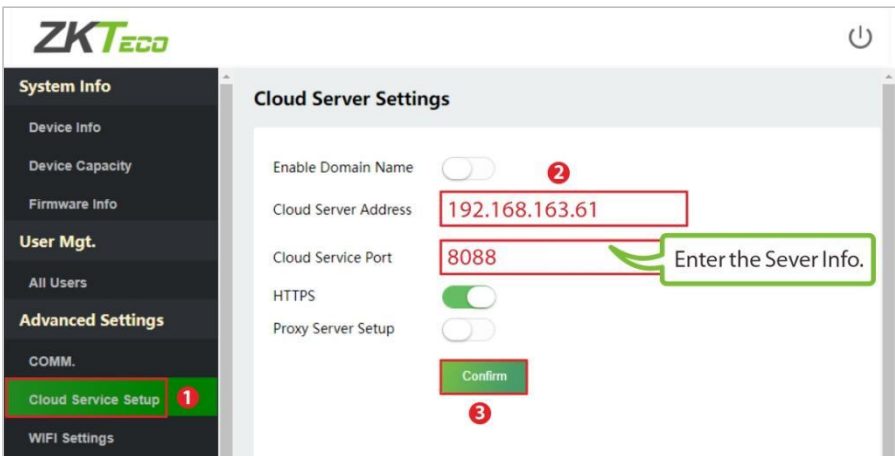 ZKTECO
System Info
Device Info
Device Capacity
Firmware Info
User Mgt.
All Users
Advanced Settings
COMM.
Cloud Service Setup 1
WIFI Settings
Cloud Server Settings
Enable Domain Name
2
Cloud Server Address 192.168.163.61
Cloud Service Port 8088
Enter the Sever Info.
HTTPS
Proxy Server Setup
Confirm
3